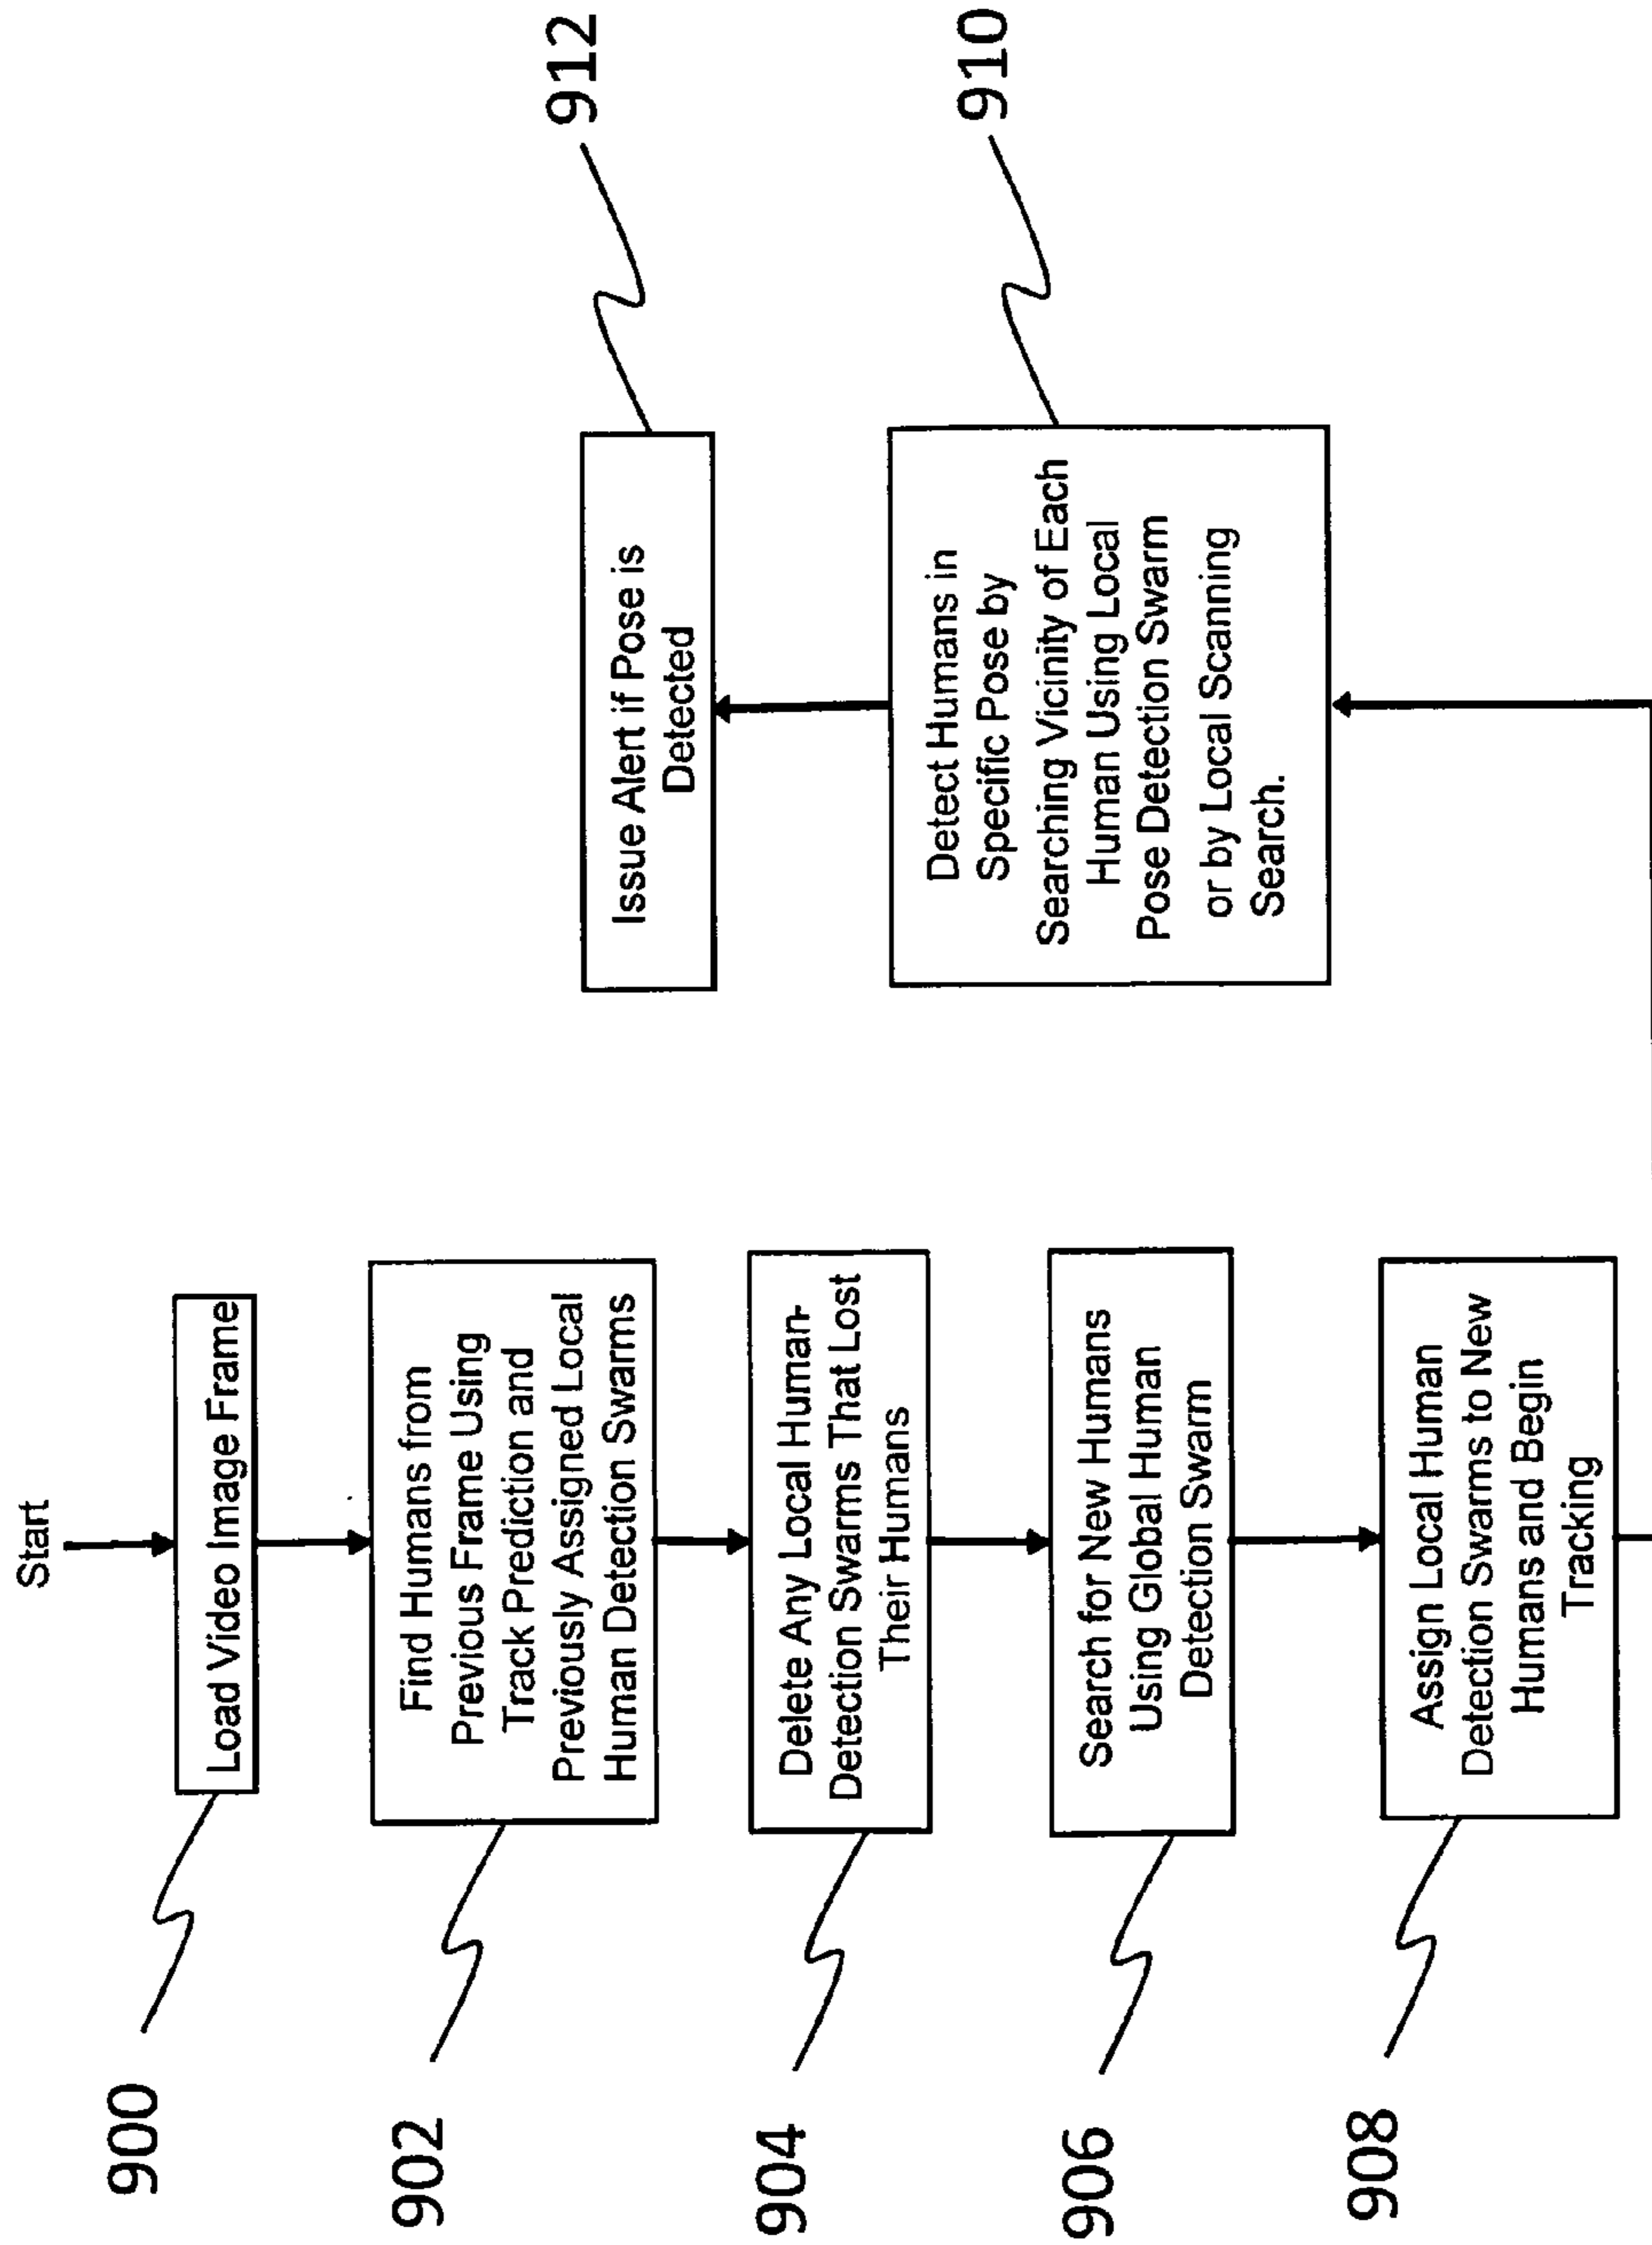 Start
900
Load Video Image Frame
902
Find Humans from
Previous Frame Using
Track Prediction and
Previously Assigned Local
Human Detection Swarms
904
Delete Any Local Human-
Detection Swarms That Lost
Their Humans
906
Search for New Humans
Using Global Human
Detection Swarm
908
Assign Local Human
Detection Swarms to New
Humans and Begin
Tracking
910
Detect Humans in
Specific Pose by
Searching Vicinity of Each
Human Using Local
Pose Detection Swarm
or by Local Scanning
Search.
912
Issue Alert if Pose is
Detected